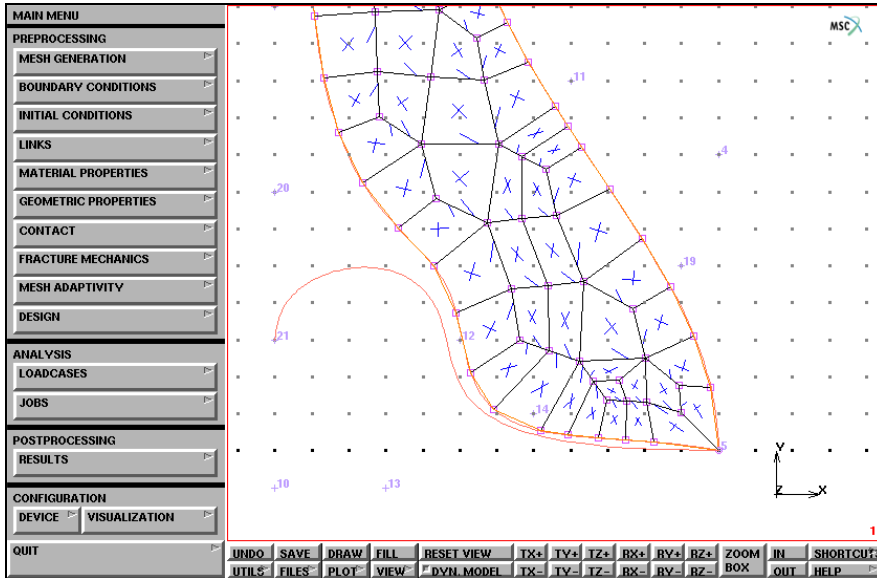 MAIN MENU
PREPROCESSING
MESH GENERATION
BOUNDARY CONDITIONS
INITIAL CONDITIONS
LINKS
MATERIAL PROPERTIES
GEOMETRIC PROPERTIES
CONTACT
FRACTURE MECHANICS
MESH ADAPTIVITY
DESIGN
ANALYSIS
LOADCASES
JOBS
POSTPROCESSING
RESULTS
CONFIGURATION
DEVICE VISUALIZATION
QUIT
MSC
11
4
20
19
21
12
14
5
10
13
Y
Z X
1
UNDO SAVE DRAW FILL RESET VIEW TX+ TY+ TZ+ RX+ RY+ RZ+ ZOOM IN SHORTCUTS
UTILS FILES PLOT VIEW DYN. MODEL TX- TY- TZ- RX- RY- RZ- BOX OUT HELP